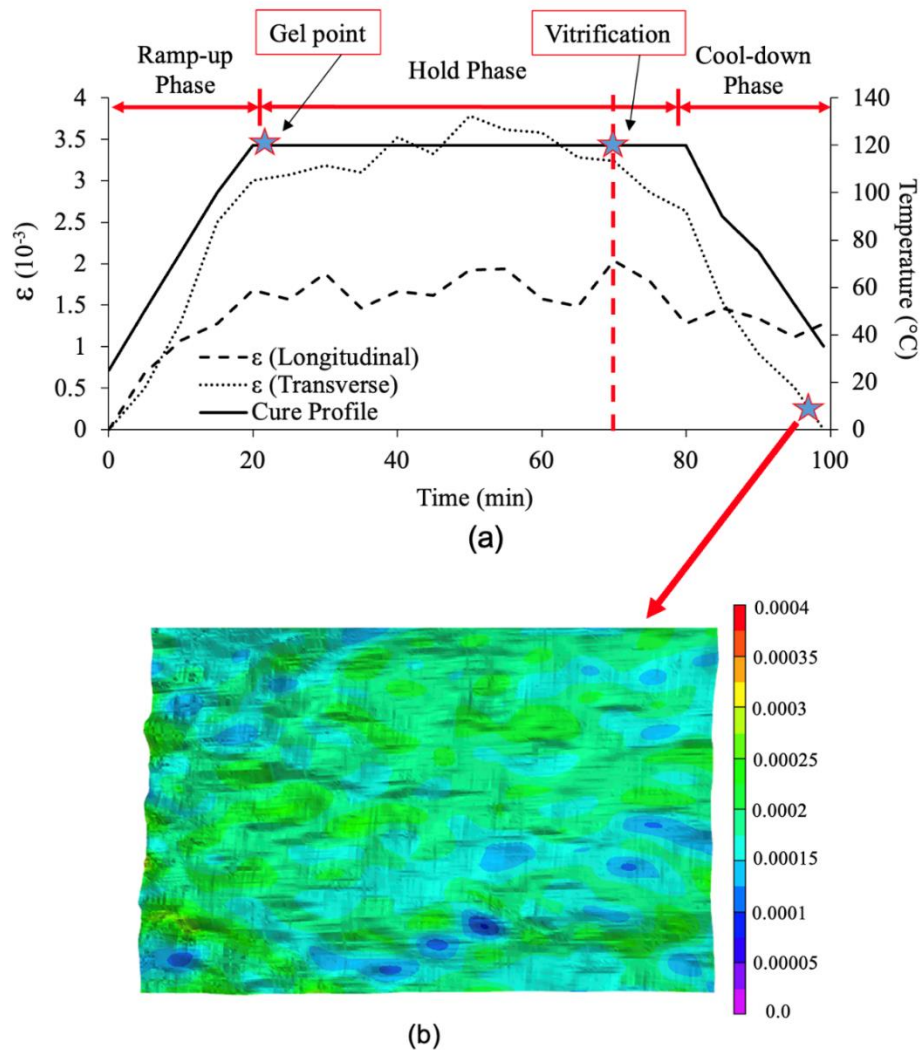 Gel point
Vitrification
Ramp-up
Phase
Hold Phase
Cool-down
Phase
4
3.5
3
2.5
2
1.5
1
0.5
0
ε (10-3)
140
120
100
80
60
40
20
0
Temperature (°C)
ε (Longitudinal)
ε (Transverse)
Cure Profile
0 20 40 60 80 100
Time (min)
(a)
0.0004
0.00035
0.0003
0.00025
0.0002
0.00015
0.0001
0.00005
0.0
(b)